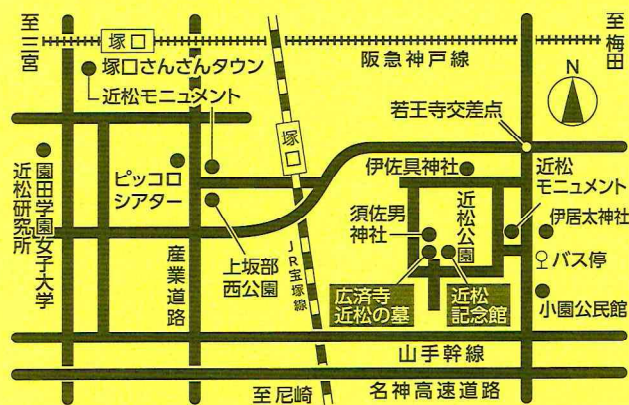 至三宮
塚口
阪急神戸線
至梅田
塚口さんさんタウン
近松モニュメント
N
若王寺交差点
塚口
園田学園女子大学
近松研究所
ピッコロ
シアター
伊佐具神社
近松
モニュメント
伊居太神社
近松公園
須佐男
神社
上坂部
西公園
産業道路
JR宝塚線
バス停
広済寺
近松の墓
近松
記念館
小園公民館
山手幹線
至尼崎
名神高速道路